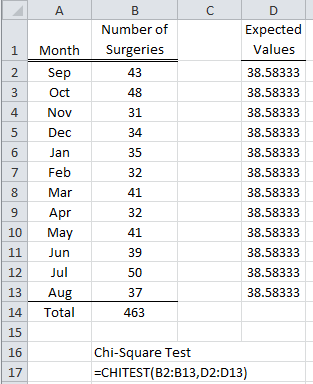 A B C D
Number of Expected
1 Month Surgeries Values
2 Sep 43 38.58333
3 Oct 48 38.58333
4 Nov 31 38.58333
5 Dec 34 38.58333
6 Jan 35 38.58333
7 Feb 32 38.58333
8 Mar 41 38.58333
9 Apr 32 38.58333
10 May 41 38.58333
11 Jun 39 38.58333
12 Jul 50 38.58333
13 Aug 37 38.58333
14 Total 463
15
16 Chi-Square Test
17 =CHITEST(B2:B13,D2:D13)